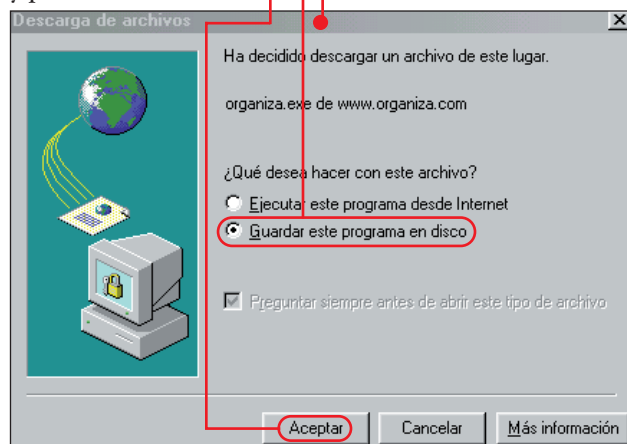 Descarga de archivos
Ha decidido descargar un archivo de este lugar.
organiza.exe de www.organiza.com
¿Qué desea hacer con este archivo?
Ejecutar este programa desde Internet
Guardar este programa en disco
Preguntar siempre antes de abrir este tipo de archivo
Aceptar Cancelar Más información